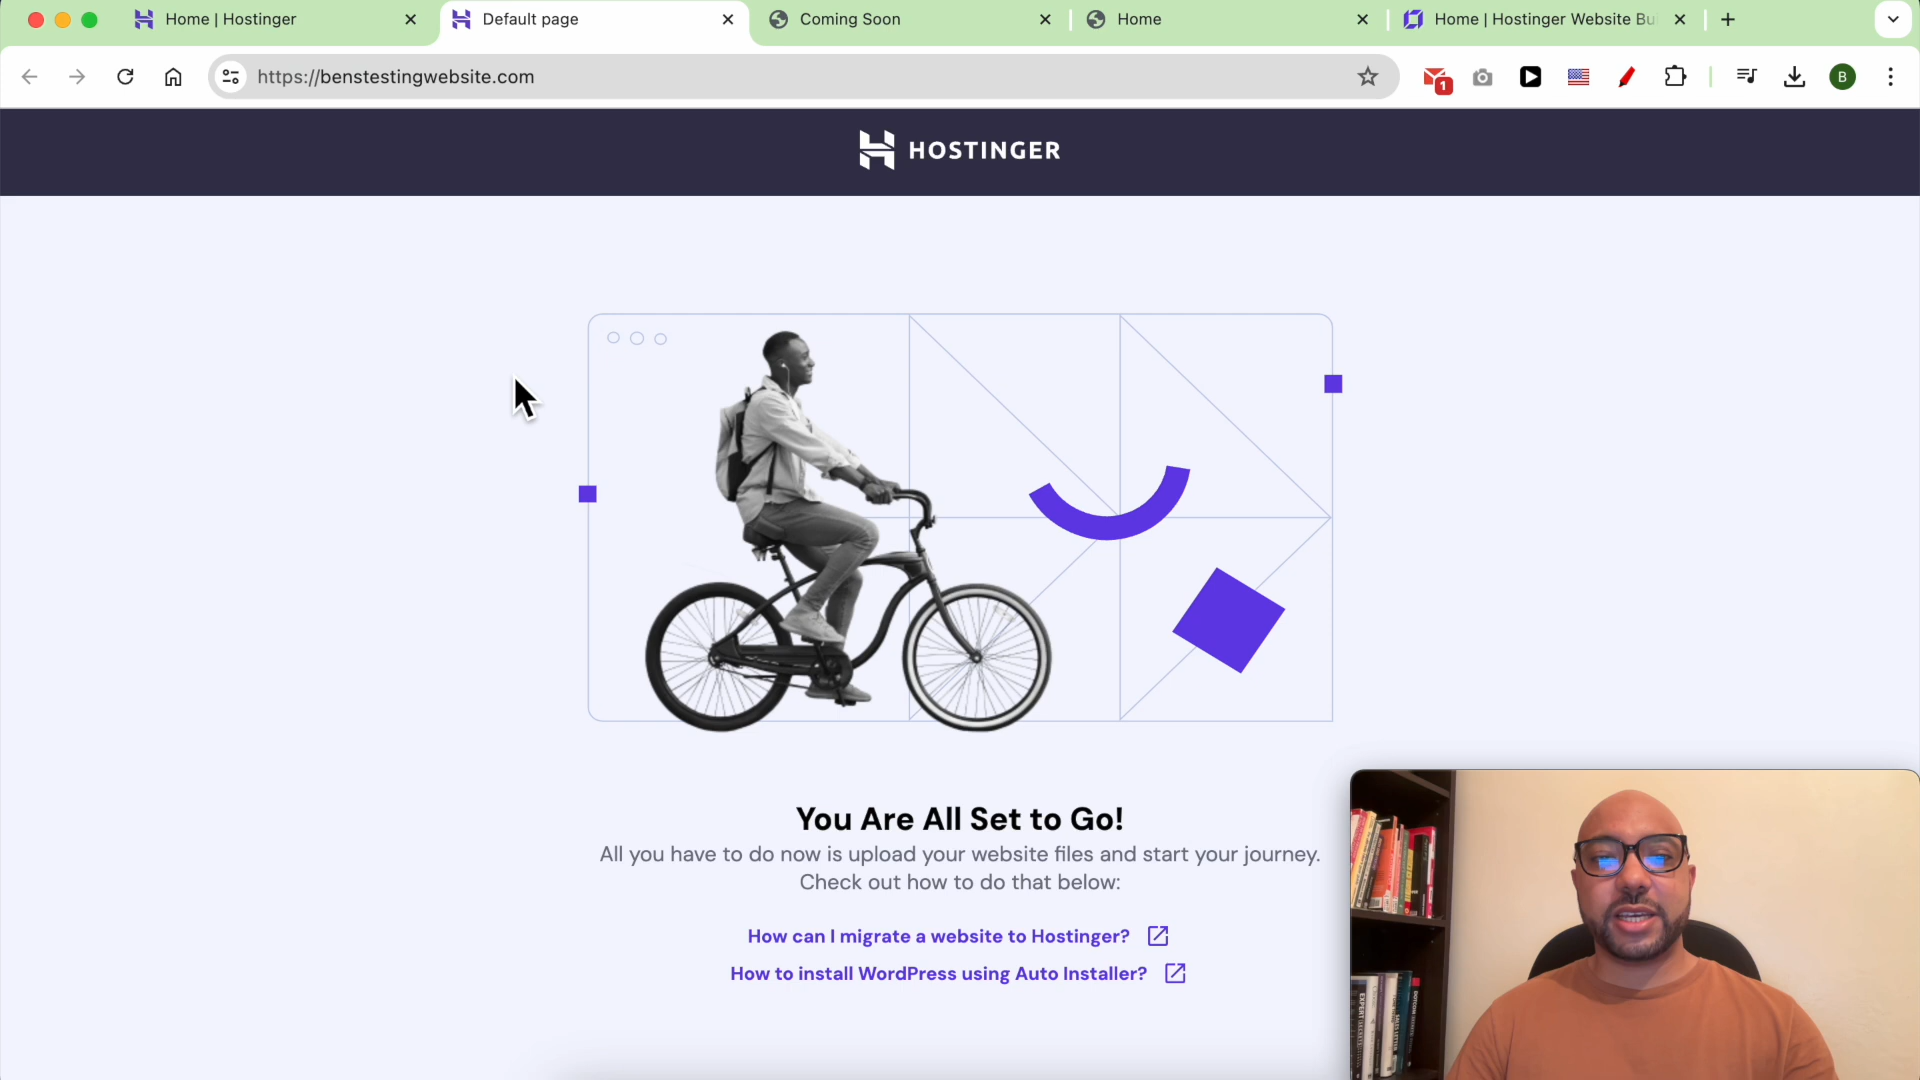 Home | Hostinger
Default page
Coming Soon
Home
Home | Hostinger Website Bu
https://benstestingwebsite.com
1
B
HOSTINGER
You Are All Set to Go!
All you have to do now is upload your website files and start your journey.
Check out how to do that below:
How can I migrate a website to Hostinger?
How to install WordPress using Auto Installer?